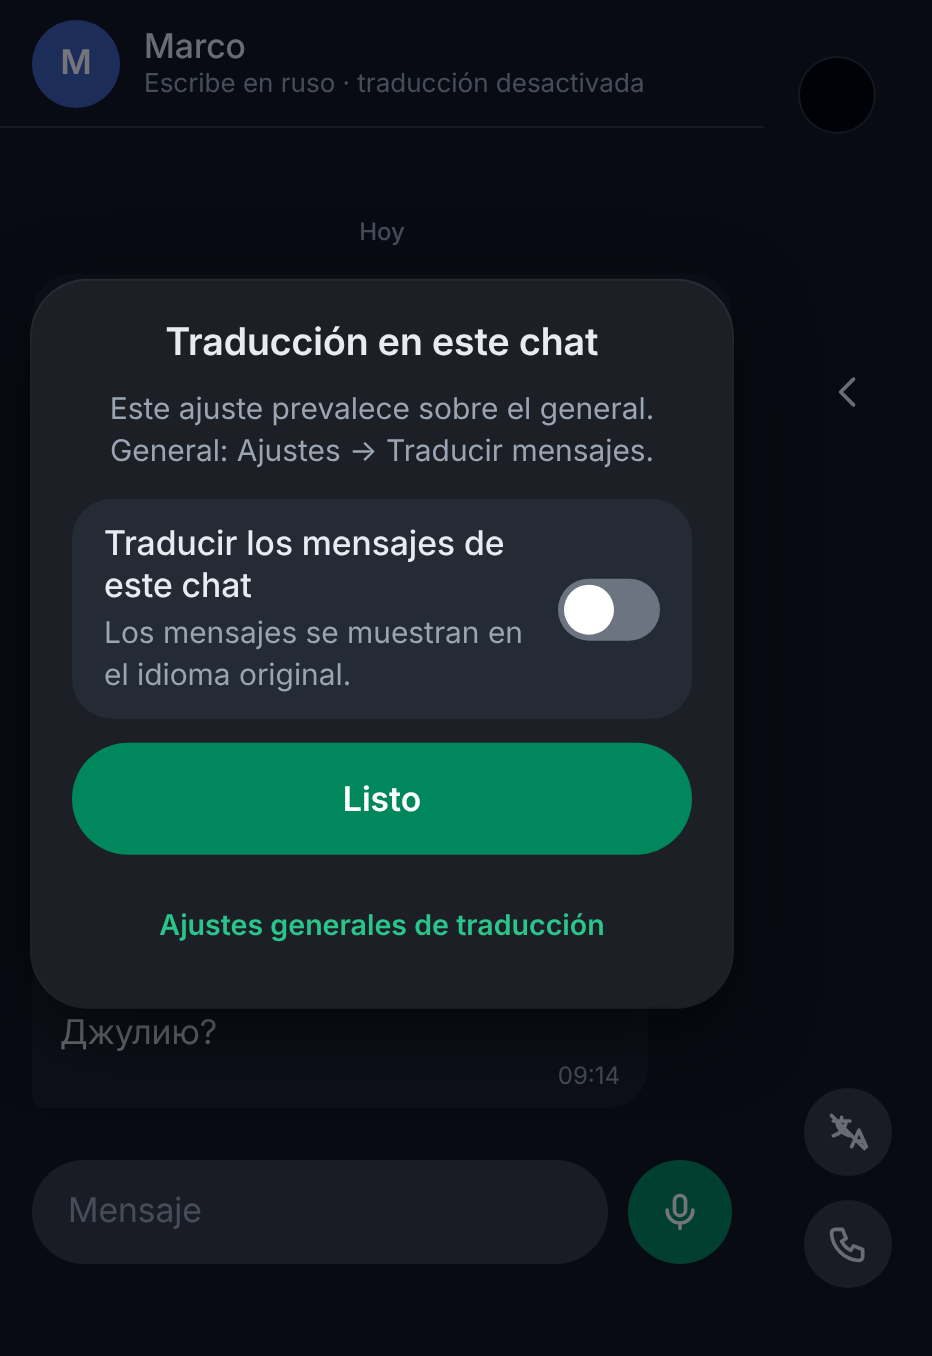 M
Marco
Escribe en ruso · traducción desactivada
Hoy
Traducción en este chat
Este ajuste prevalece sobre el general.
General: Ajustes → Traducir mensajes.
Traducir los mensajes de
este chat
Los mensajes se muestran en
el idioma original.
Listo
Ajustes generales de traducción
Джулию?
09:14
Mensaje